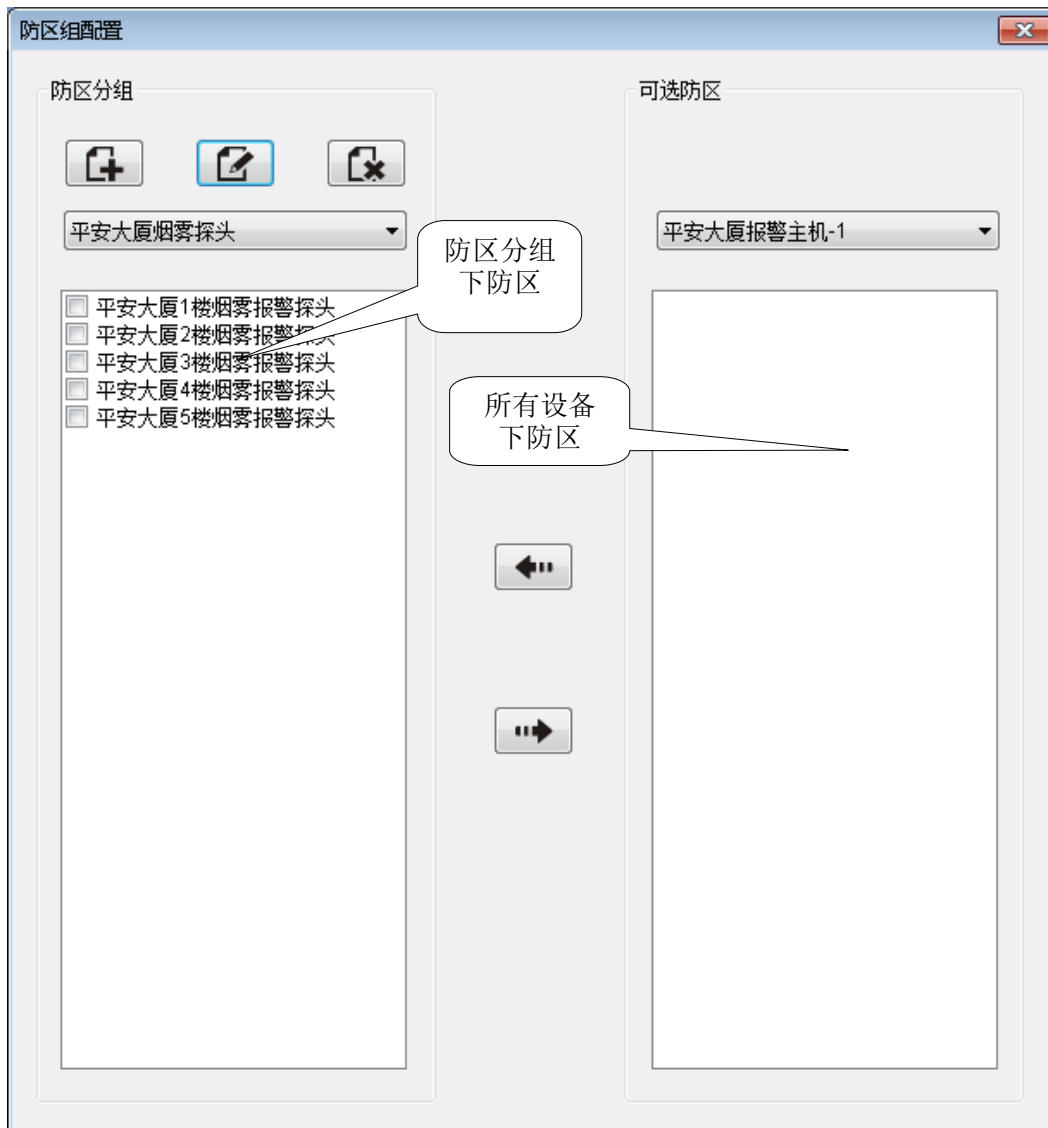 防区组配置
防区分组
可选防区
平安大厦烟雾探头
平安大厦报警主机-1
防区分组
下防区
平安大厦1楼烟雾报警探头
平安大厦2楼烟雾报警探头
平安大厦3楼烟雾报警探头
平安大厦4楼烟雾报警探头
平安大厦5楼烟雾报警探头
所有设备
下防区